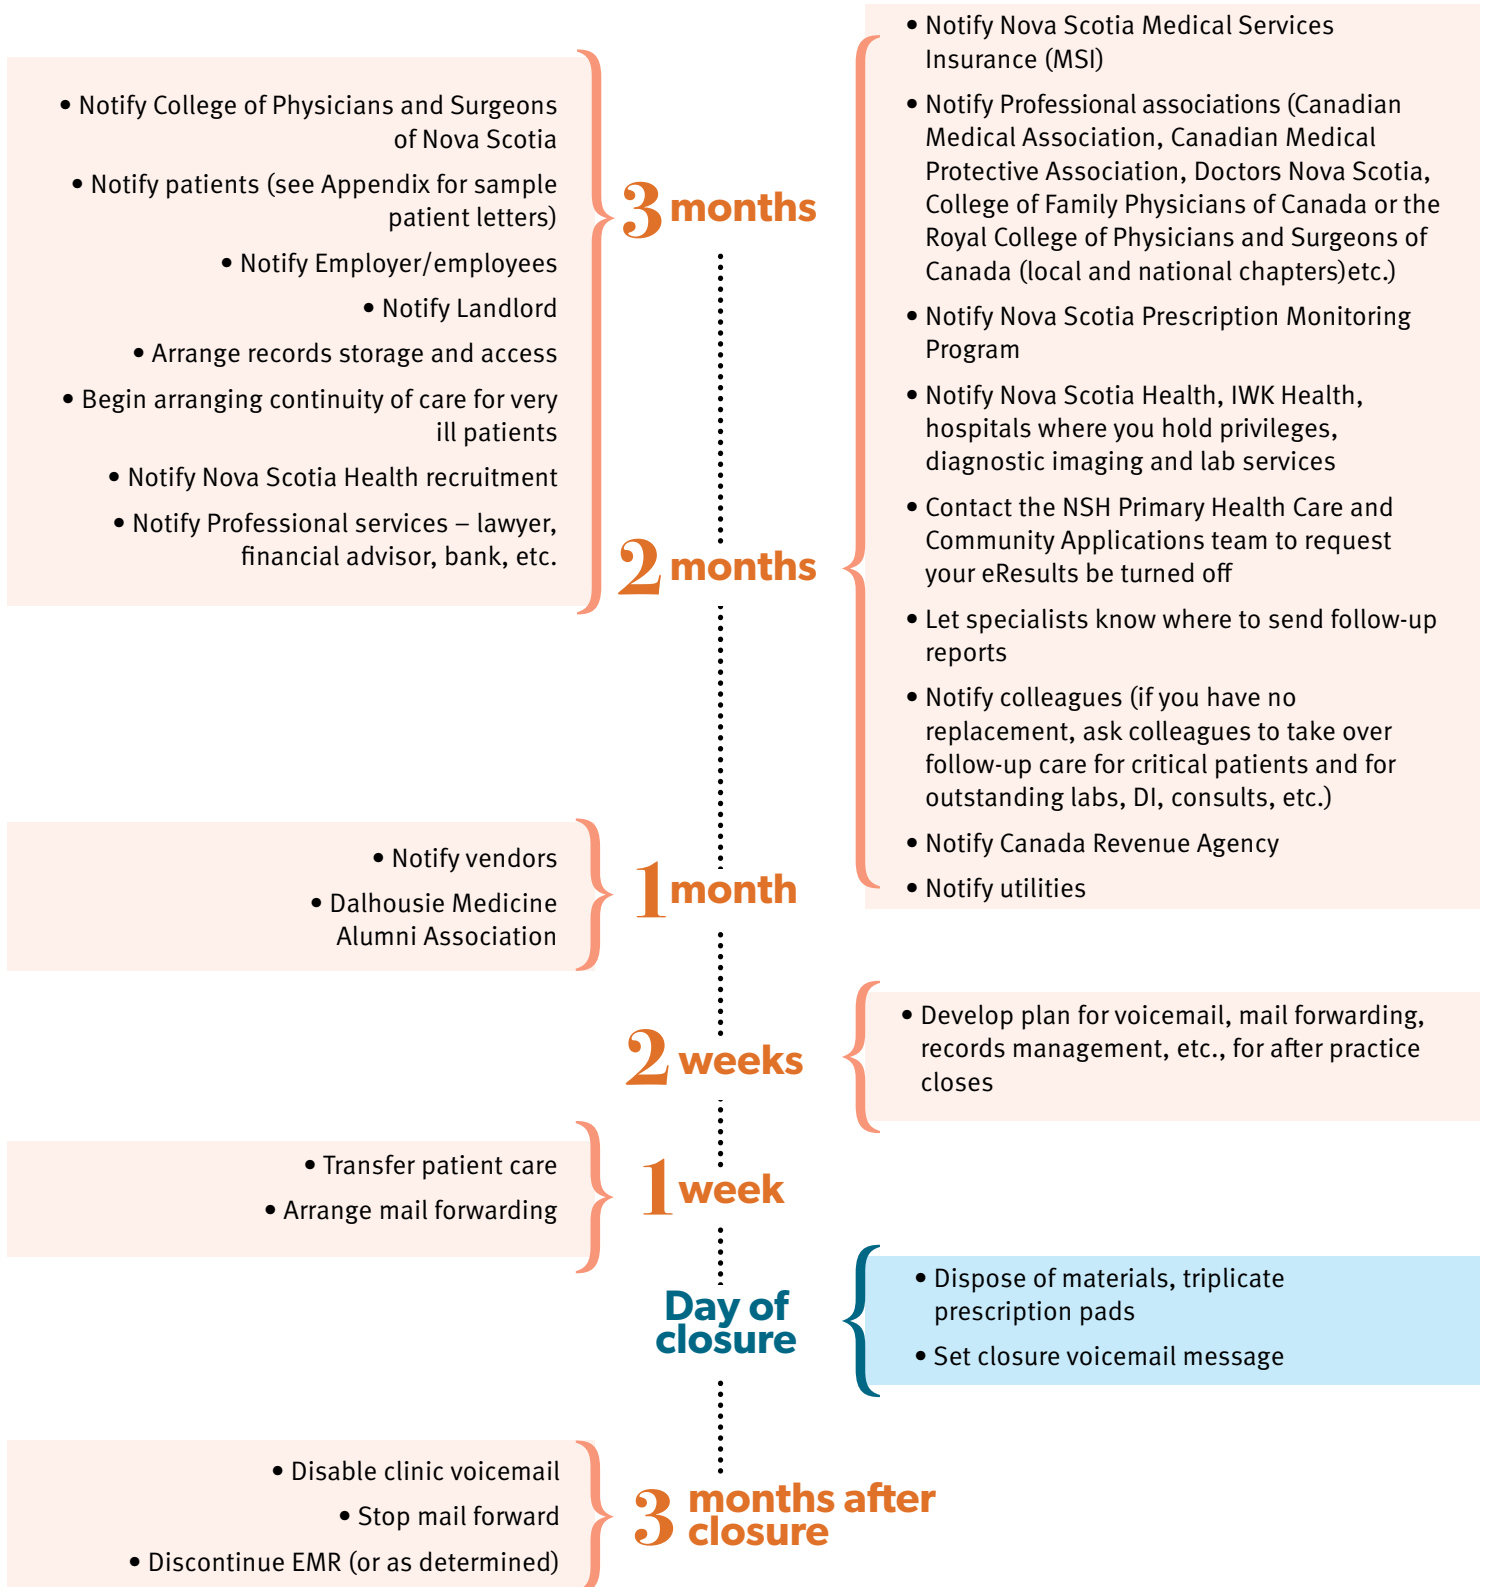 • Notify College of Physicians and Surgeons
of Nova Scotia
• Notify patients (see Appendix for sample
patient letters)
• Notify Employer/employees
• Notify Landlord
• Arrange records storage and access
• Begin arranging continuity of care for very
ill patients
• Notify Nova Scotia Health recruitment
• Notify Professional services – lawyer,
financial advisor, bank, etc.
3 months
2 months
• Notify Nova Scotia Medical Services
Insurance (MSI)
• Notify Professional associations (Canadian
Medical Association, Canadian Medical
Protective Association, Doctors Nova Scotia,
College of Family Physicians of Canada or the
Royal College of Physicians and Surgeons of
Canada (local and national chapters)etc.)
• Notify Nova Scotia Prescription Monitoring
Program
• Notify Nova Scotia Health, IWK Health,
hospitals where you hold privileges,
diagnostic imaging and lab services
• Contact the NSH Primary Health Care and
Community Applications team to request
your eResults be turned off
• Let specialists know where to send follow-up
reports
• Notify colleagues (if you have no
replacement, ask colleagues to take over
follow-up care for critical patients and for
outstanding labs, DI, consults, etc.)
• Notify Canada Revenue Agency
• Notify utilities
• Notify vendors
• Dalhousie Medicine
Alumni Association
1 month
2 weeks
• Develop plan for voicemail, mail forwarding,
records management, etc., for after practice
closes
• Transfer patient care
• Arrange mail forwarding
1 week
Day of
closure
• Dispose of materials, triplicate
prescription pads
• Set closure voicemail message
• Disable clinic voicemail
• Stop mail forward
• Discontinue EMR (or as determined)
3 months after
closure